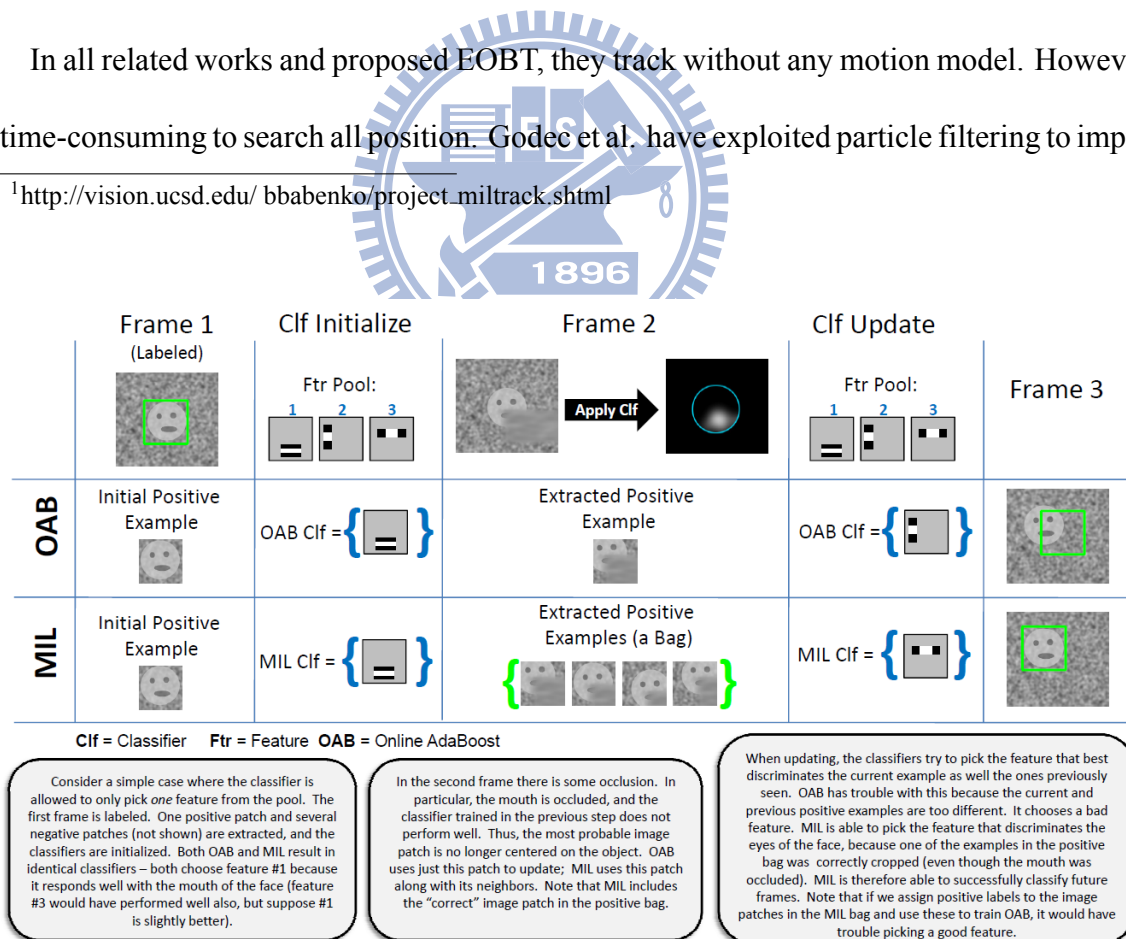 In all related works and proposed EOBT, they track without any motion model. Howev
time-consuming to search all position. Godec et al. have exploited particle filtering to imp
1http://vision.ucsd.edu/ bbabenko/project_miltrack.shtml
E S A
8
1896
Frame 1
(Labeled)
Clf Initialize
Ftr Pool:
1 2 3
Frame 2
Apply Clf
Clf Update
Ftr Pool:
1 2 3
Frame 3
OAB
Initial Positive
Example
OAB Clf = { }
Extracted Positive
Example
OAB Clf = { }
MIL
Initial Positive
Example
MIL Clf = { }
Extracted Positive
Examples (a Bag)
{ }
MIL Clf = { }
Clf = Classifier Ftr = Feature OAB = Online AdaBoost
Consider a simple case where the classifier is
allowed to only pick one feature from the pool. The
first frame is labeled. One positive patch and several
negative patches (not shown) are extracted, and the
classifiers are initialized. Both OAB and MIL result in
identical classifiers – both choose feature #1 because
it responds well with the mouth of the face (feature
#3 would have performed well also, but suppose #1
is slightly better).
In the second frame there is some occlusion. In
particular, the mouth is occluded, and the
classifier trained in the previous step does not
perform well. Thus, the most probable image
patch is no longer centered on the object. OAB
uses just this patch to update; MIL uses this patch
along with its neighbors. Note that MIL includes
the “correct” image patch in the positive bag.
When updating, the classifiers try to pick the feature that best
discriminates the current example as well the ones previously
seen. OAB has trouble with this because the current and
previous positive examples are too different. It chooses a bad
feature. MIL is able to pick the feature that discriminates the
eyes of the face, because one of the examples in the positive
bag was correctly cropped (even though the mouth was
occluded). MIL is therefore able to successfully classify future
frames. Note that if we assign positive labels to the image
patches in the MIL bag and use these to train OAB, it would have
trouble picking a good feature.